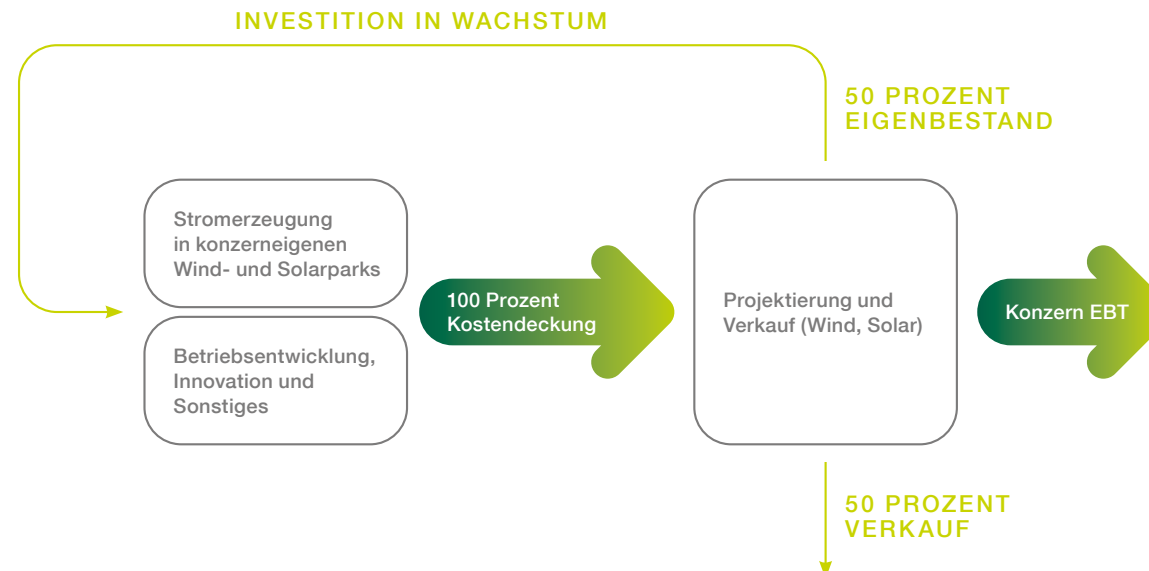 INVESTITION IN WACHSTUM
50 PROZENT
EIGENBESTAND
Stromerzeugung
in konzerneigenen
Wind- und Solarparks
Betriebsentwicklung,
Innovation und
Sonstiges
100 Prozent
Kostendeckung
Projektierung und
Verkauf (Wind, Solar)
Konzern EBT
50 PROZENT
VERKAUF